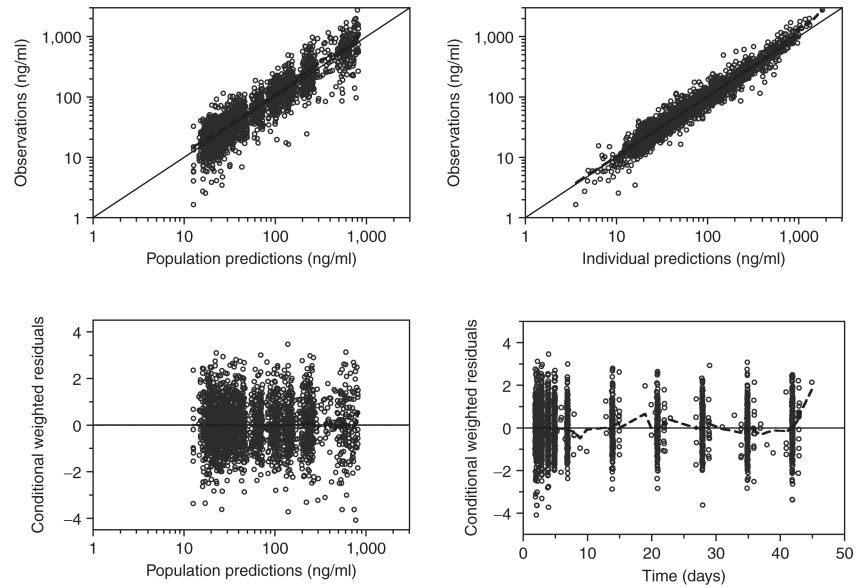 Observations (ng/ml)
1,000
100
10
1
1 10 100 1,000
Population predictions (ng/ml)
Observations (ng/ml)
1,000
100
10
1
10 100 1,000
Individual predictions (ng/ml)
Conditional weighted residuals
4
2
0
−2
−4
1 10 100 1,000
Population predictions (ng/ml)
Conditional weighted residuals
4
2
0
−2
−4
0 10 20 30 40 50
Time (days)